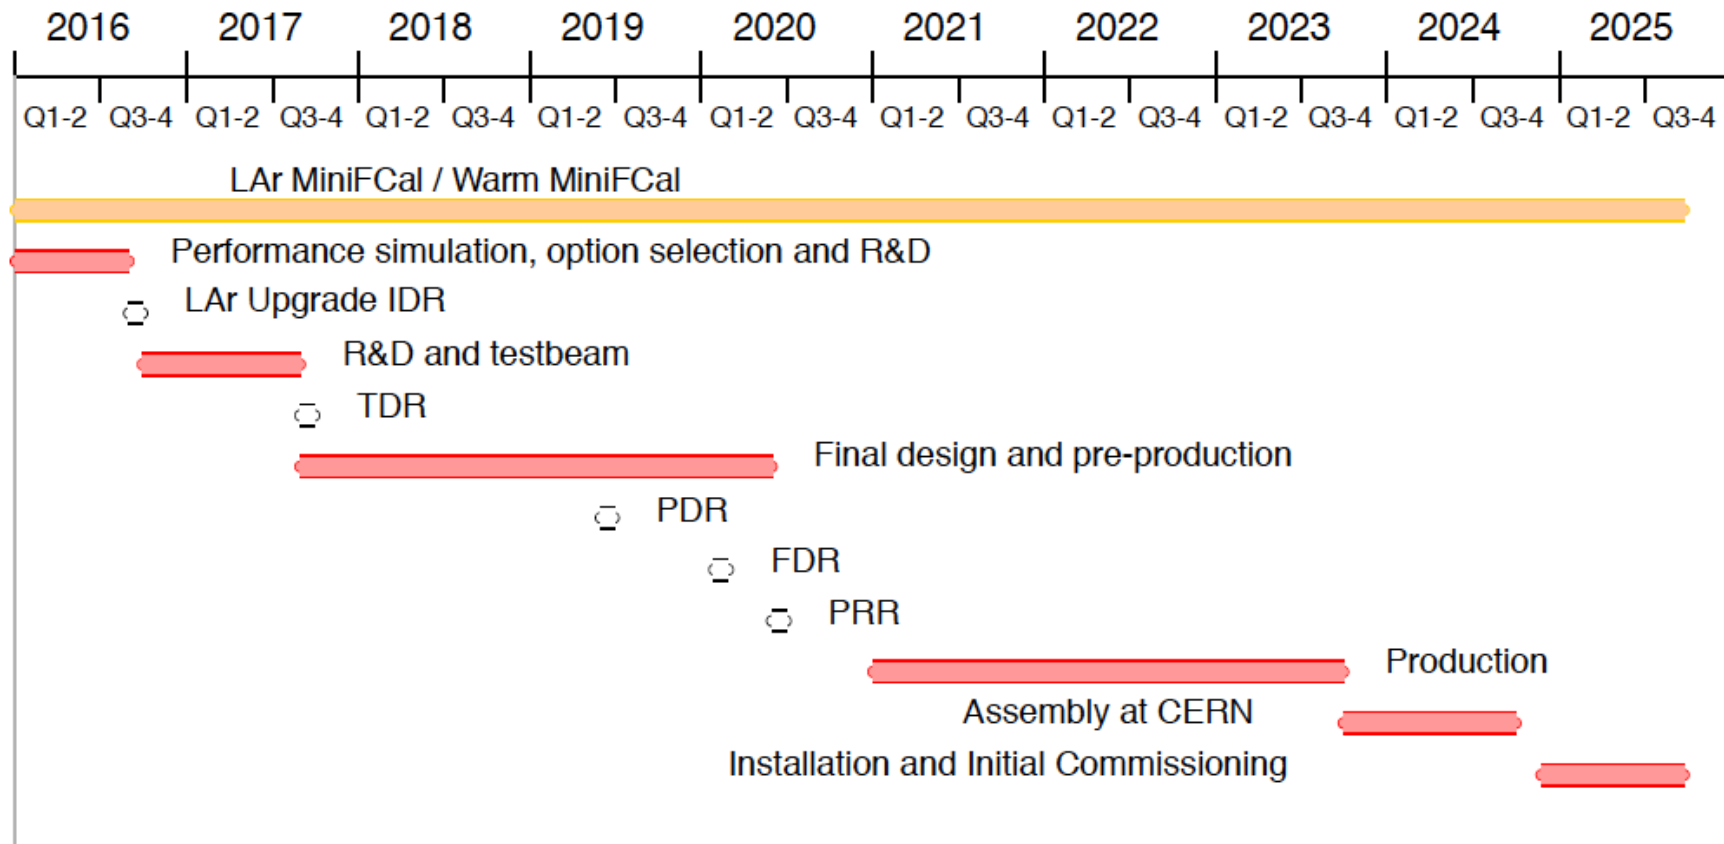 2016 2017 2018 2019 2020 2021 2022 2023 2024 2025
Q1-2 Q3-4 Q1-2 Q3-4 Q1-2 Q3-4 Q1-2 Q3-4 Q1-2 Q3-4 Q1-2 Q3-4 Q1-2 Q3-4 Q1-2 Q3-4 Q1-2 Q3-4 Q1-2 Q3-4
LAr MiniFCal / Warm MiniFCal
Performance simulation, option selection and R&D
LAr Upgrade IDR
R&D and testbeam
TDR
Final design and pre-production
PDR
FDR
PRR
Production
Assembly at CERN
Installation and Initial Commissioning